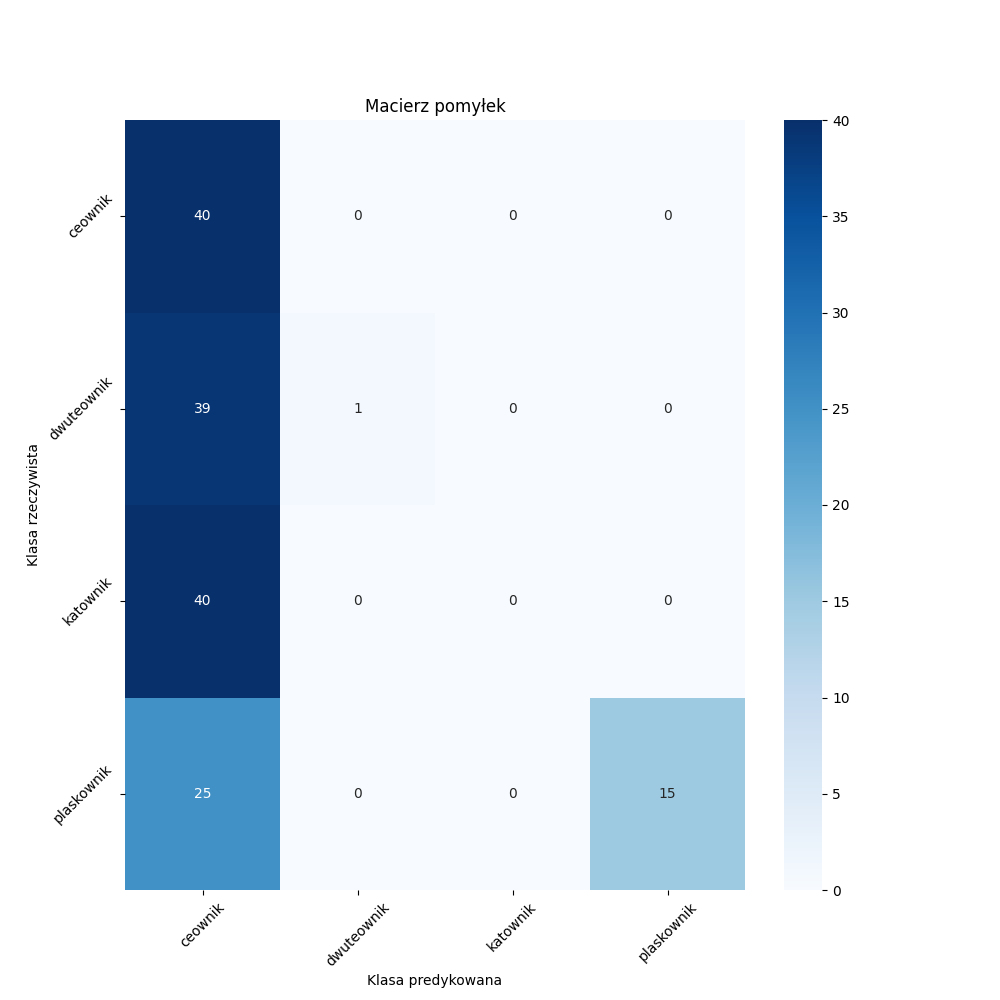 Macierz pomyłek
40
ceownik 40 0 0 0
35
30
dwuteownik 39 1 0 0
25
Klasa rzeczywista
20
katownik 40 0 0 0
15
10
plaskownik 25 0 0 15
5
0
ceownik dwuteownik katownik plaskownik
Klasa predykowana